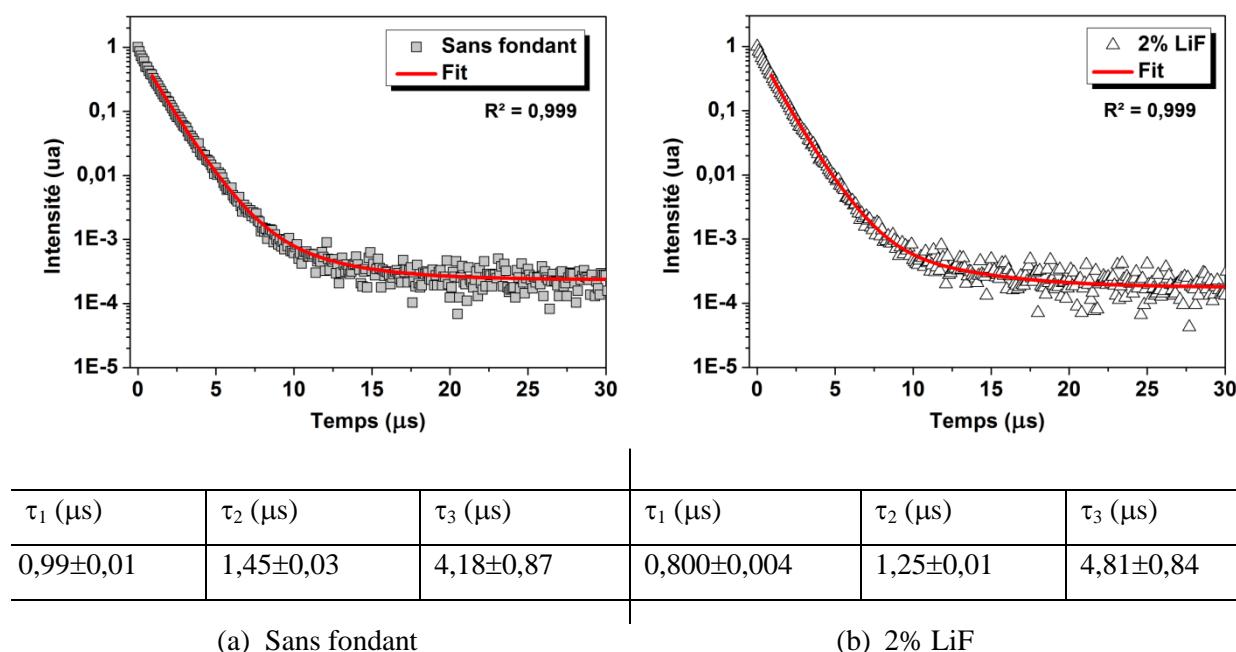 Sans fondant
Fit
R² = 0,999
1
0,1
0,01
1E-3
1E-4
1E-5
Intensité (ua)
0 5 10 15 20 25 30
Temps (μs)
2% LiF
Fit
R² = 0,999
1
0,1
0,01
1E-3
1E-4
1E-5
Intensité (ua)
0 5 10 15 20 25 30
Temps (μs)
τ₁ (μs) τ₂ (μs) τ₃ (μs) τ₁ (μs) τ₂ (μs) τ₃ (μs)
0,99±0,01 1,45±0,03 4,18±0,87 0,800±0,004 1,25±0,01 4,81±0,84
(a) Sans fondant (b) 2% LiF